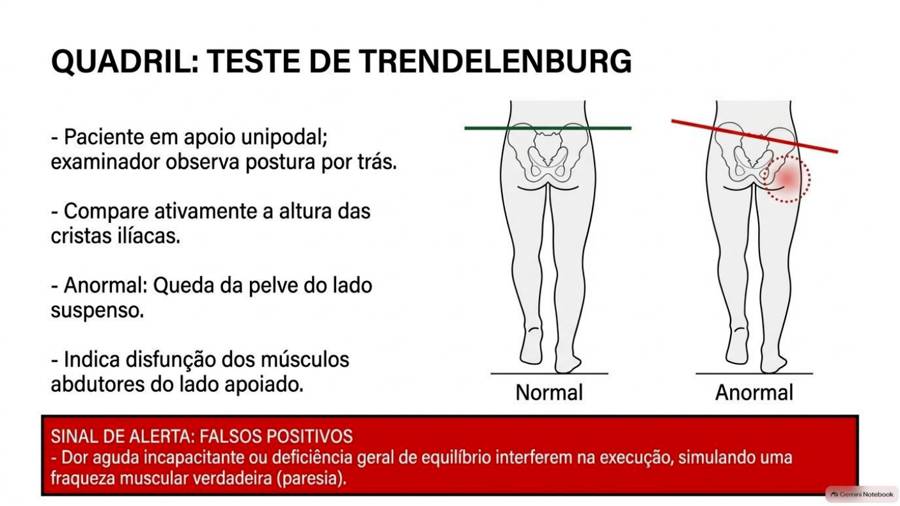 QUADRIL: TESTE DE TRENDELENBURG
- Paciente em apoio unipodal;
examinador observa postura por trás.
- Compare ativamente a altura das
cristas ilíacas.
- Anormal: Queda da pelve do lado
suspenso.
- Indica disfunção dos músculos
abdutores do lado apoiado.
Normal
Anormal
SINAL DE ALERTA: FALSOS POSITIVOS
- Dor aguda incapacitante ou deficiência geral de equilíbrio interferem na execução, simulando uma
fraqueza muscular verdadeira (paresia).
Gemini Notebook